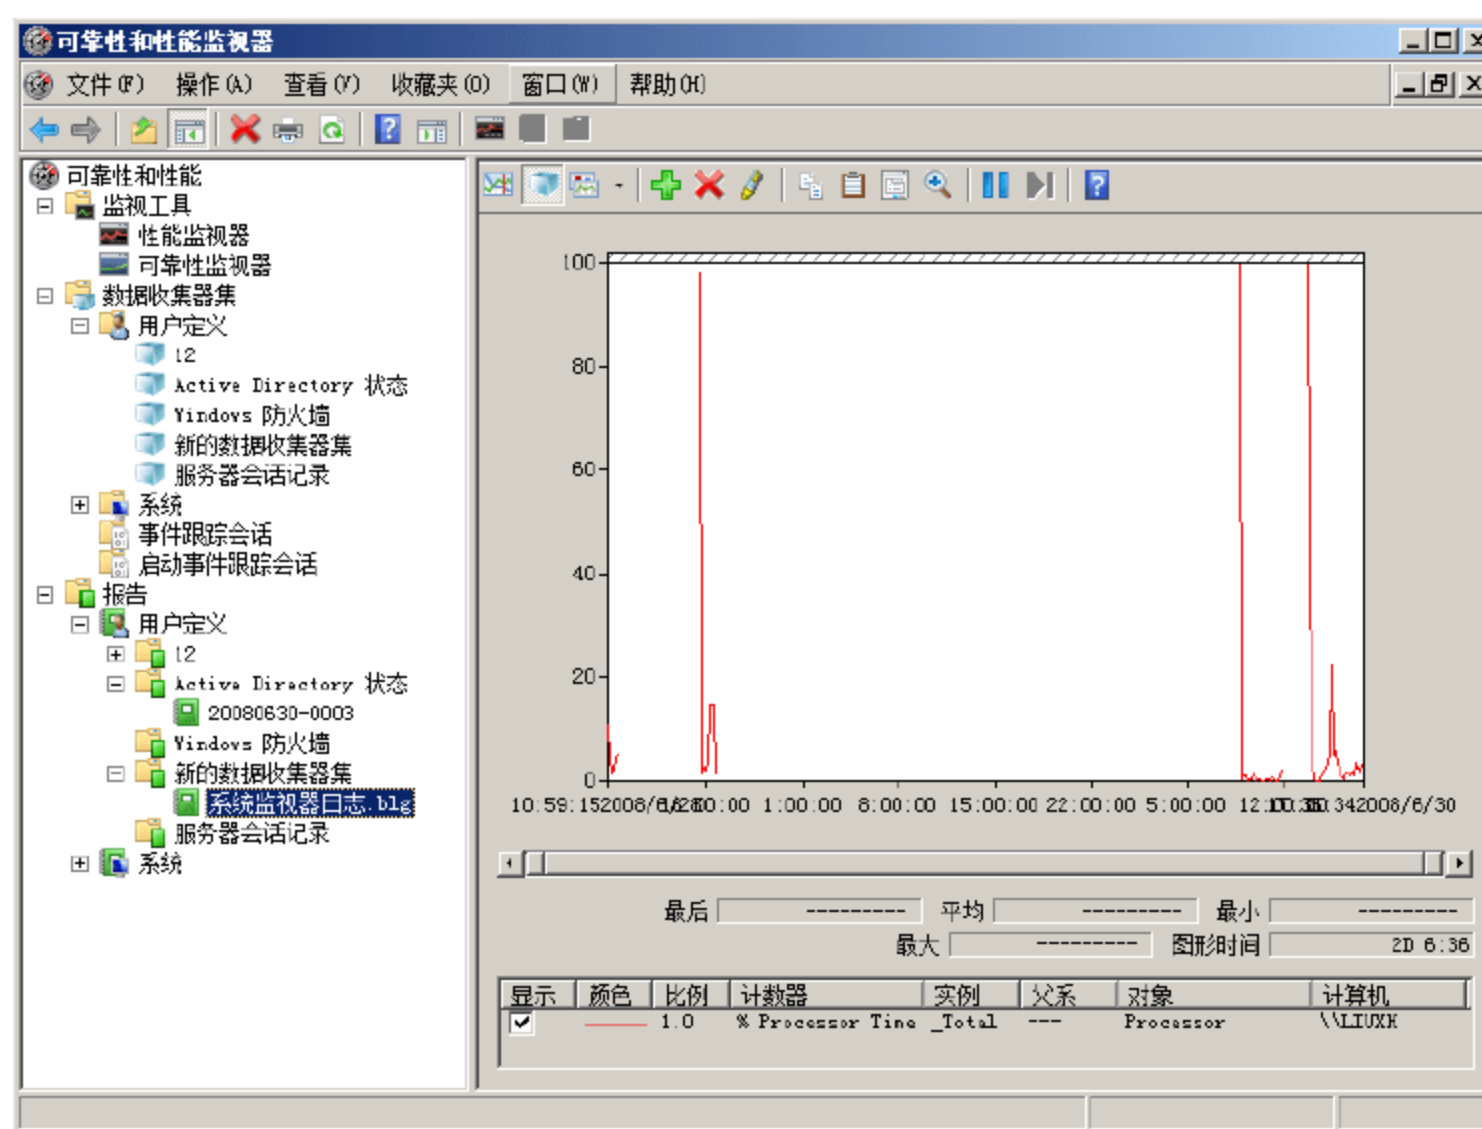 可靠性和性能监视器
文件(F) 操作(A) 查看(V) 收藏夹(O) 窗口(W) 帮助(H)
可靠性和性能
监视工具
性能监视器
可靠性监视器
数据收集器集
用户定义
12
Active Directory 状态
Windows 防火墙
新的数据收集器集
服务器会话记录
系统
事件跟踪会话
启动事件跟踪会话
报告
用户定义
12
Active Directory 状态
20080630-0003
Windows 防火墙
新的数据收集器集
系统监视器日志.blg
服务器会话记录
系统
100
80
60
40
20
0
10:59:15 2008/6/28 1:00:00 8:00:00 15:00:00 22:00:00 5:00:00 2008/6/30
最后 --------- 平均 --------- 最小 ---------
最大 --------- 图形时间 2D 6:36
显示 颜色 比例 计数器 实例 父系 对象 计算机
1.0 % Processor Time _Total --- Processor \\LIUXH